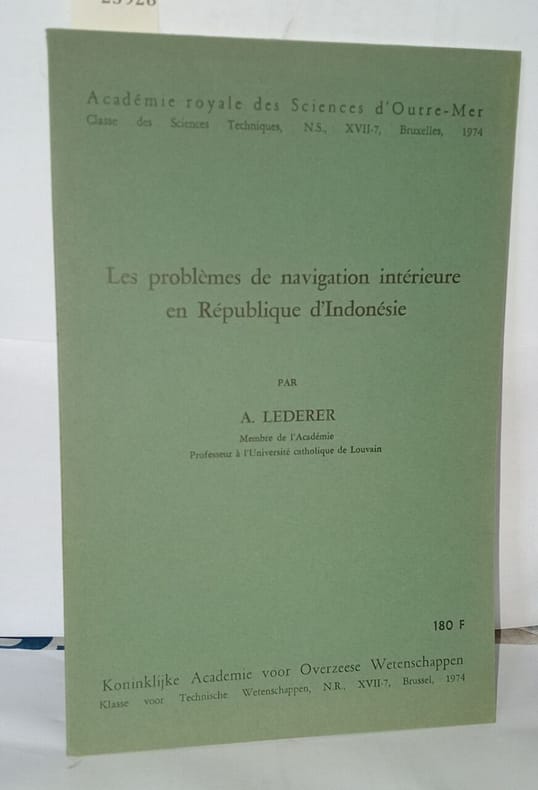 Académie royale des Sciences d'Outre-Mer
Classe des Sciences Techniques, N.S., XVII-7, Bruxelles, 1974
Les problèmes de navigation intérieure
en République d'Indonésie
PAR
A. LEDERER
Membre de l'Académie
Professeur à l'Université catholique de Louvain
180 F
Koninklijke Academie voor Overzeese Wetenschappen
Klasse voor Technische Wetenschappen, N.R., XVII-7, Brussel, 1974